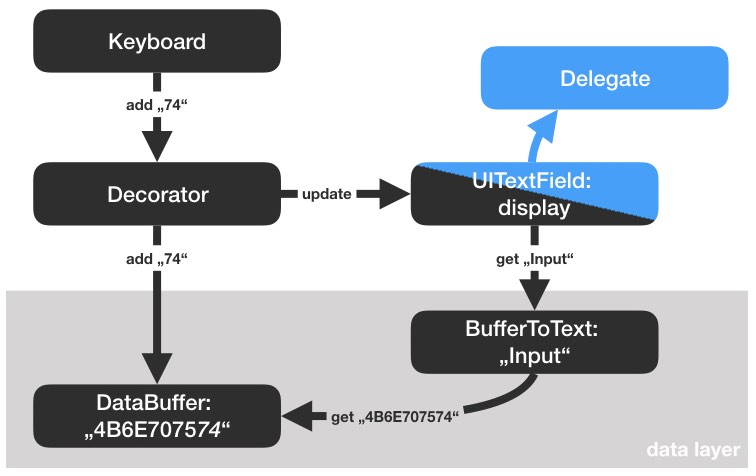 Keyboard
Delegate
add „74“
Decorator
update
UITextField:
display
add „74“
get „Input“
BufferToText:
„Input“
DataBuffer:
„4B6E707574“
get „4B6E707574“
data layer